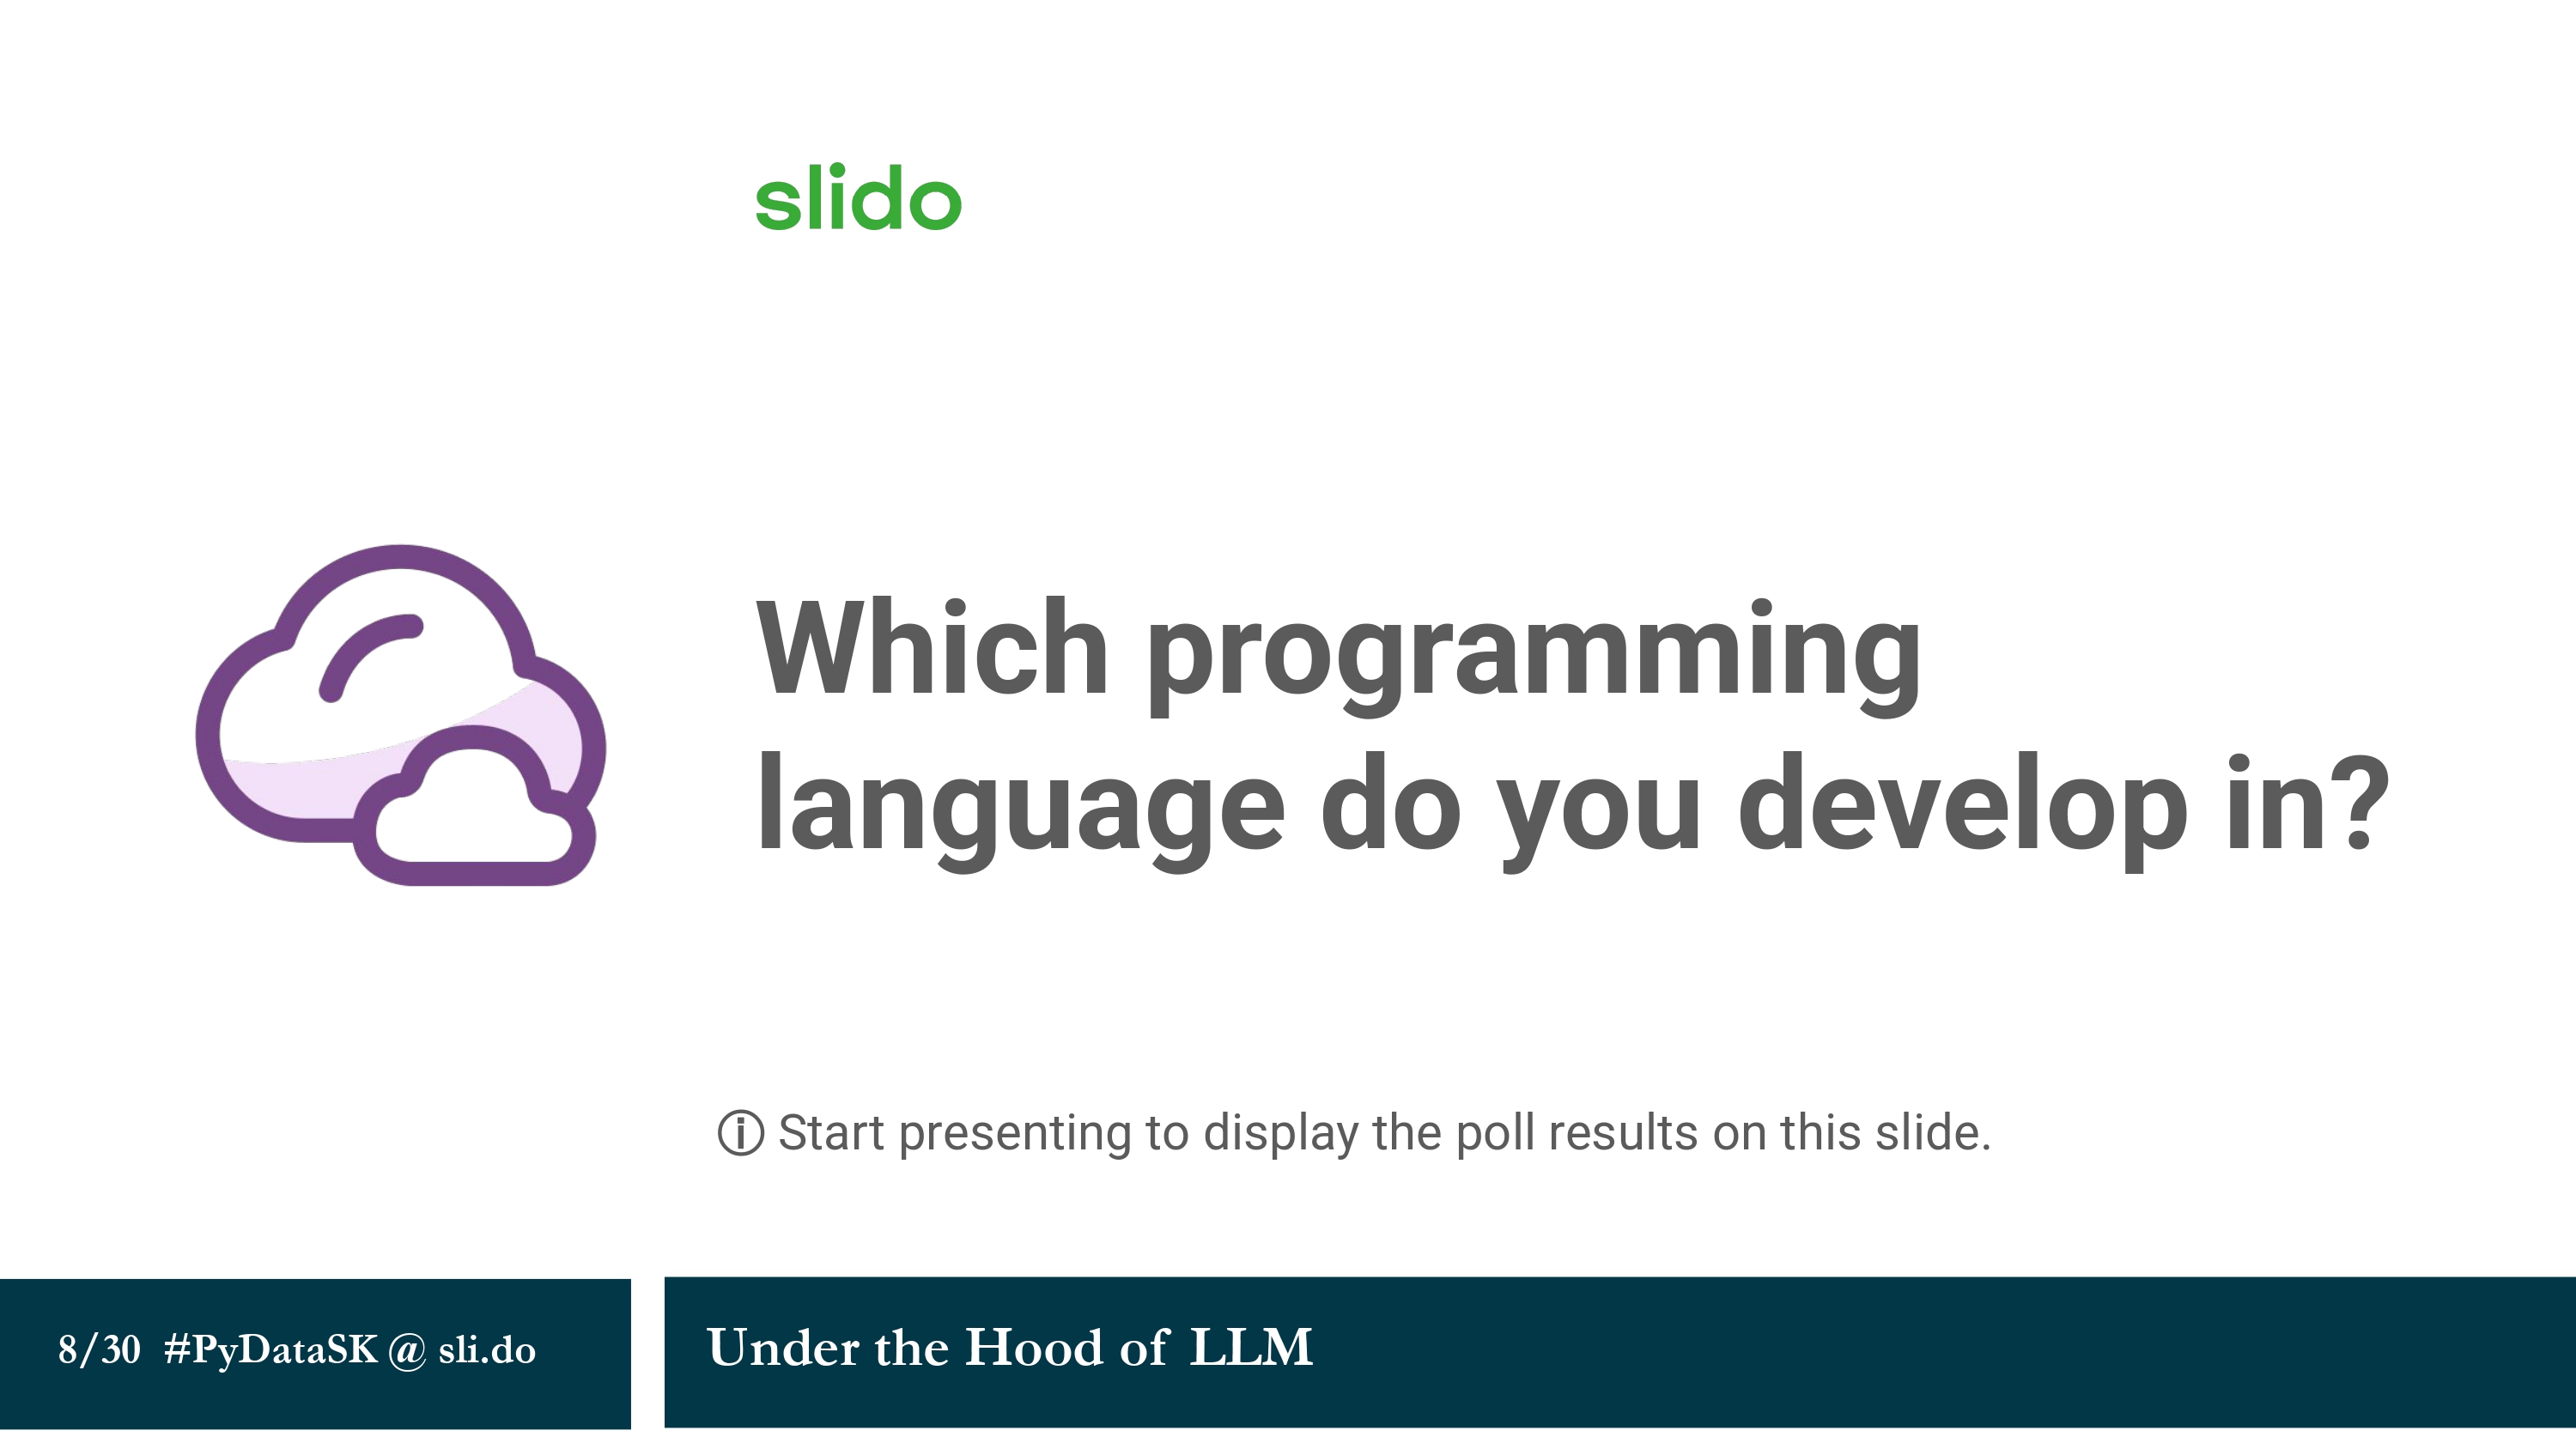 slido
Which programming
language do you develop in?
ⓘ Start presenting to display the poll results on this slide.
8/30 #PyDataSK @ sli.do
Under the Hood of LLM